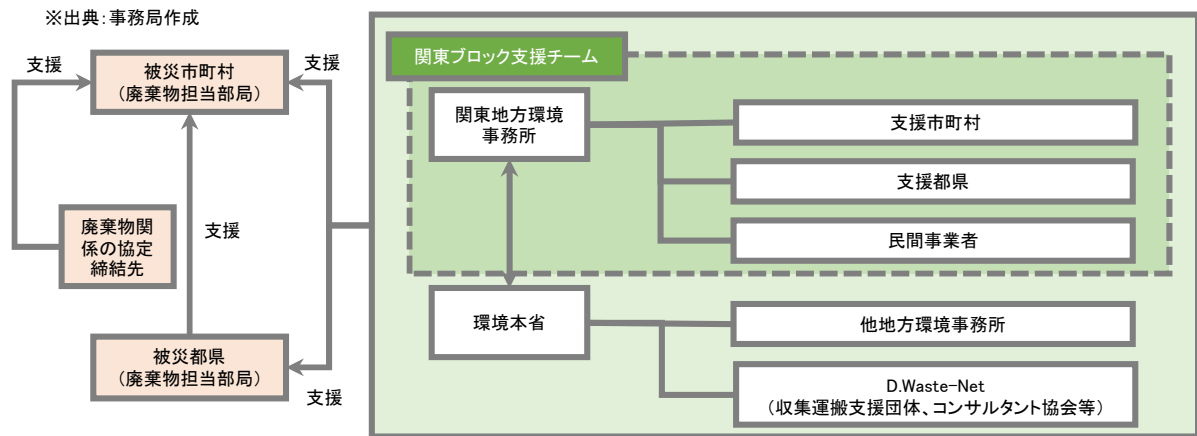 ※出典：事務局作成
支援
被災市町村
（廃棄物担当部局）
支援
廃棄物関
係の協定
締結先
支援
被災都県
（廃棄物担当部局）
支援
関東ブロック支援チーム
関東地方環境
事務所
支援市町村
支援都県
民間事業者
環境本省
他地方環境事務所
D.Waste-Net
（収集運搬支援団体、コンサルタント協会等）